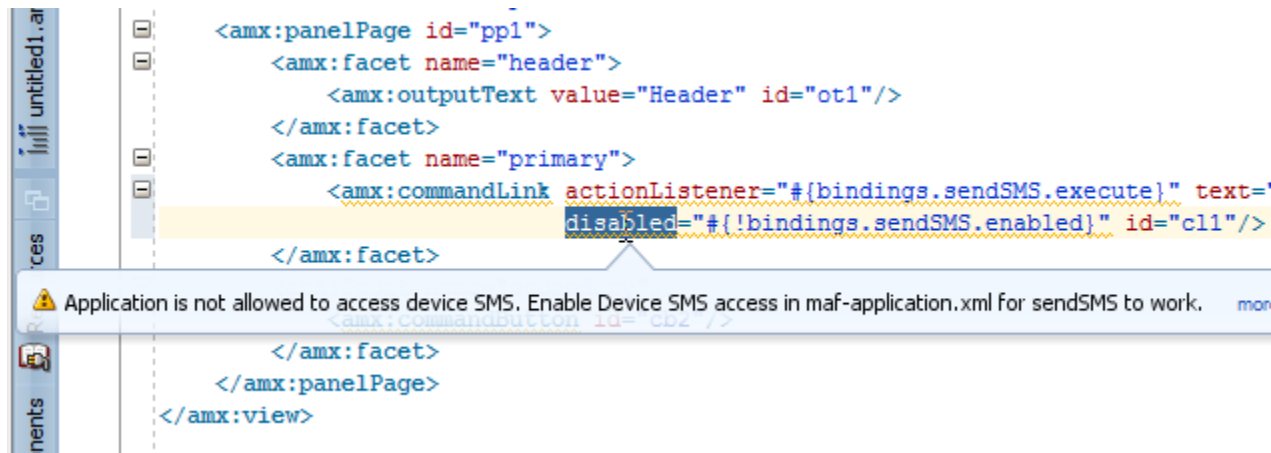 untitled1.an
<amx:panelPage id="pp1">
<amx:facet name="header">
<amx:outputText value="Header" id="ot1"/>
</amx:facet>
<amx:facet name="primary">
<amx:commandLink actionListener="#{bindings.sendSMS.execute}" text="
disabled="#{!bindings.sendSMS.enabled}" id="cl1"/>
</amx:facet>
Application is not allowed to access device SMS. Enable Device SMS access in maf-application.xml for sendSMS to work. more
<amx:commandButton id="cb2"/>
</amx:facet>
</amx:panelPage>
</amx:view>